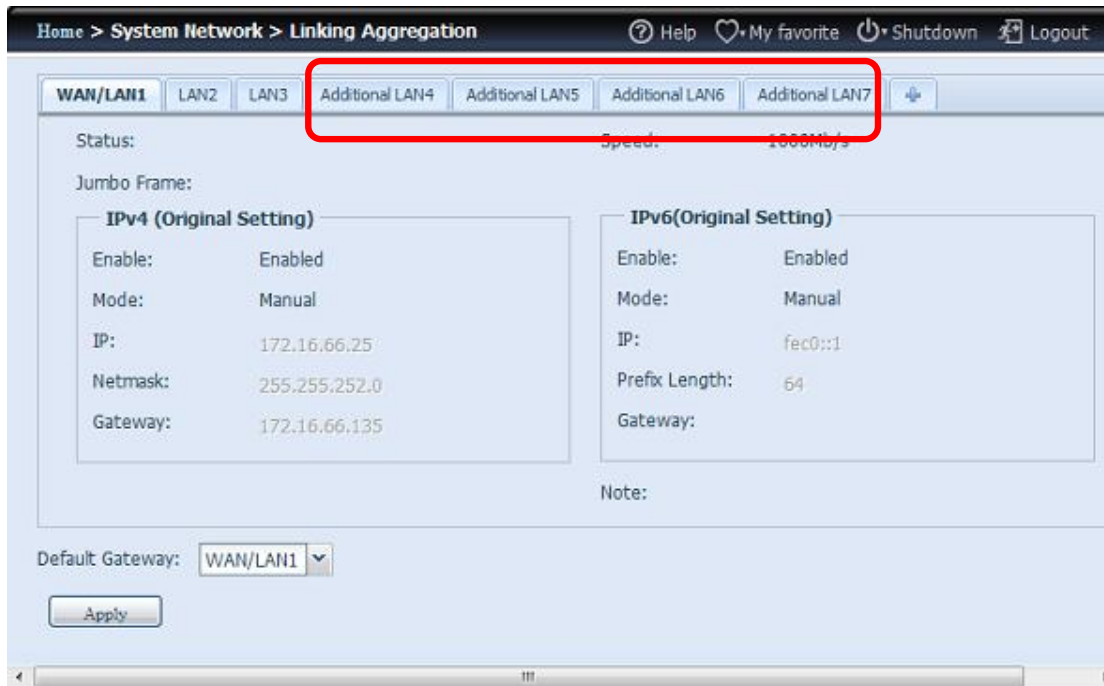 Home > System Network > Linking Aggregation Help My favorite Shutdown Logout
WAN/LAN1 LAN2 LAN3 Additional LAN4 Additional LAN5 Additional LAN6 Additional LAN7
Status: Speed: 1000Mb/s
Jumbo Frame:
IPv4 (Original Setting) IPv6(Original Setting)
Enable: Enabled Enable: Enabled
Mode: Manual Mode: Manual
IP: 172.16.66.25 IP: fec0::1
Netmask: 255.255.252.0 Prefix Length: 64
Gateway: 172.16.66.135 Gateway:
Note:
Default Gateway: WAN/LAN1
Apply